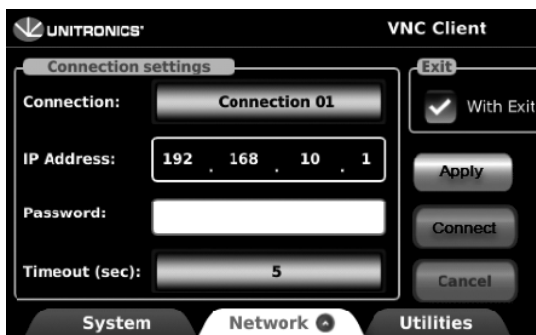 UNITRONICS® VNC Client
Connection settings
Exit
Connection: Connection 01
With Exit
IP Address: 192 . 168 . 10 . 1
Apply
Password:
Connect
Timeout (sec): 5
Cancel
System Network Utilities